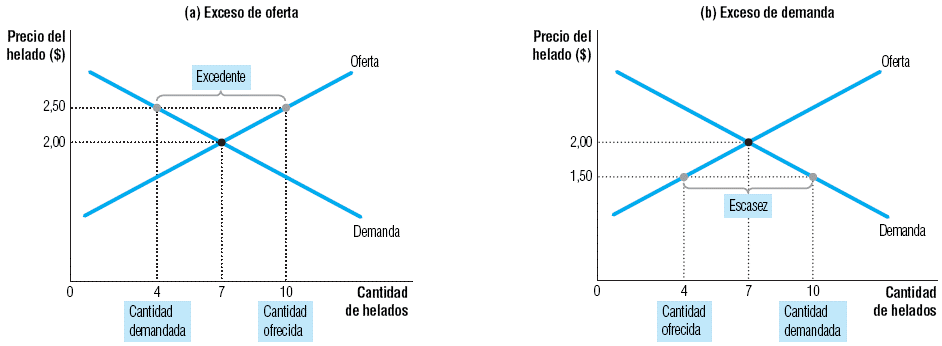 (a) Exceso de oferta
Precio del
helado ($)
Oferta
Excedente
2,50
2,00
Demanda
0
4
7
10
Cantidad
de helados
Cantidad
demandada
Cantidad
ofrecida
(b) Exceso de demanda
Precio del
helado ($)
Oferta
2,00
1,50
Escasez
Demanda
0
4
7
10
Cantidad
de helados
Cantidad
ofrecida
Cantidad
demandada